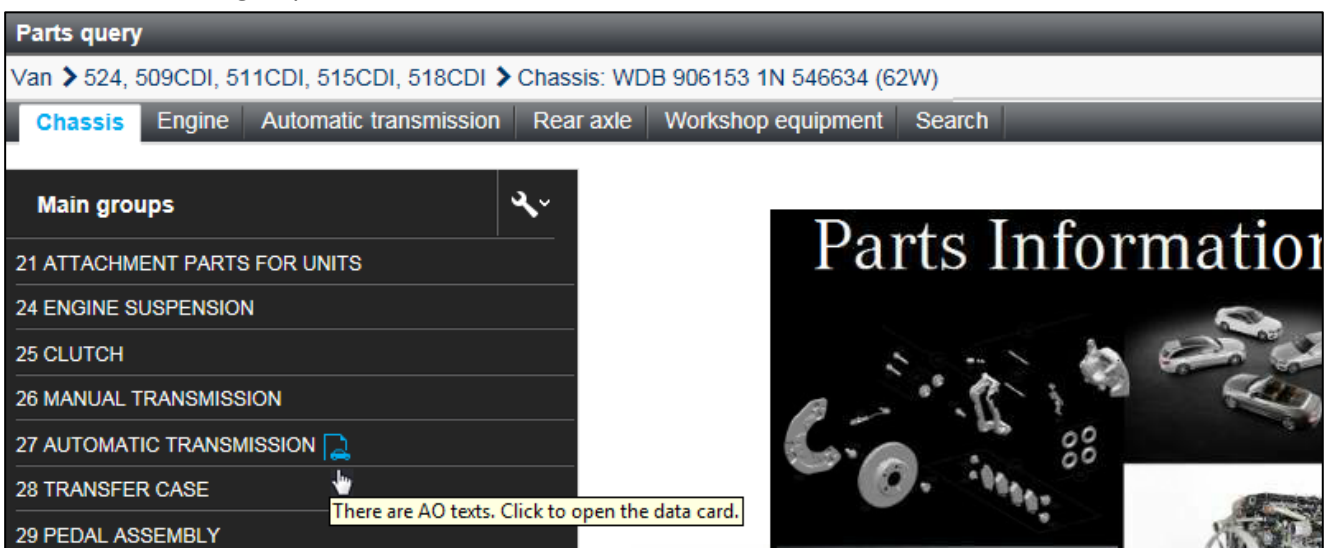 Parts query
Van > 524, 509CDI, 511CDI, 515CDI, 518CDI > Chassis: WDB 906153 1N 546634 (62W)
Chassis Engine Automatic transmission Rear axle Workshop equipment Search
Main groups
Parts Information
21 ATTACHMENT PARTS FOR UNITS
24 ENGINE SUSPENSION
25 CLUTCH
26 MANUAL TRANSMISSION
27 AUTOMATIC TRANSMISSION
28 TRANSFER CASE
There are AO texts. Click to open the data card.
29 PEDAL ASSEMBLY